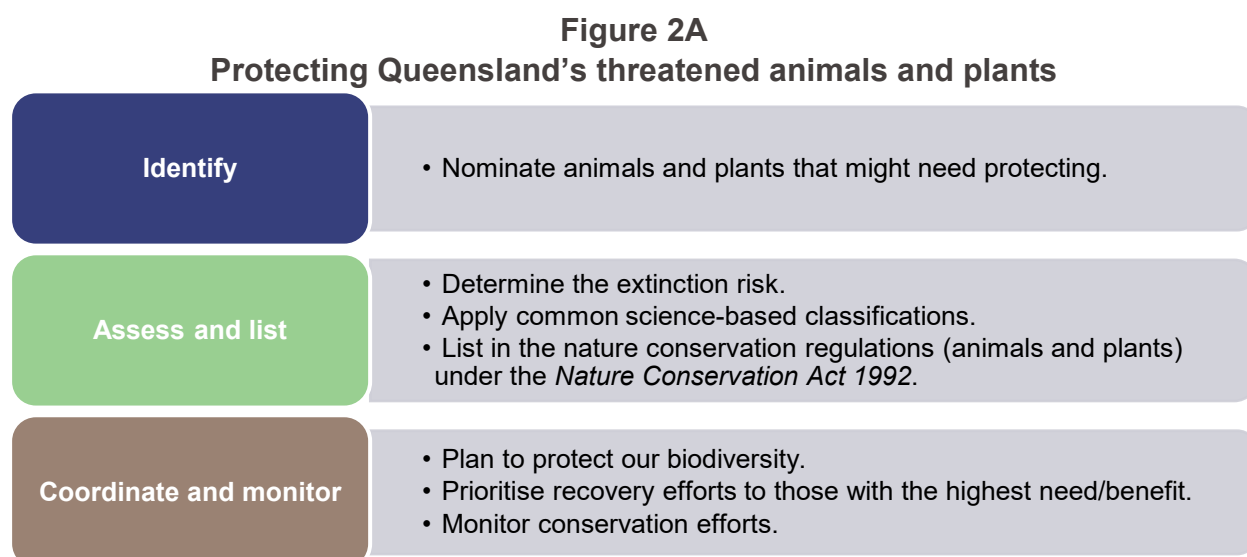 Figure 2A
Protecting Queensland's threatened animals and plants
Identify
• Nominate animals and plants that might need protecting.
Assess and list
• Determine the extinction risk.
• Apply common science-based classifications.
• List in the nature conservation regulations (animals and plants)
under the Nature Conservation Act 1992.
Coordinate and monitor
• Plan to protect our biodiversity.
• Prioritise recovery efforts to those with the highest need/benefit.
• Monitor conservation efforts.